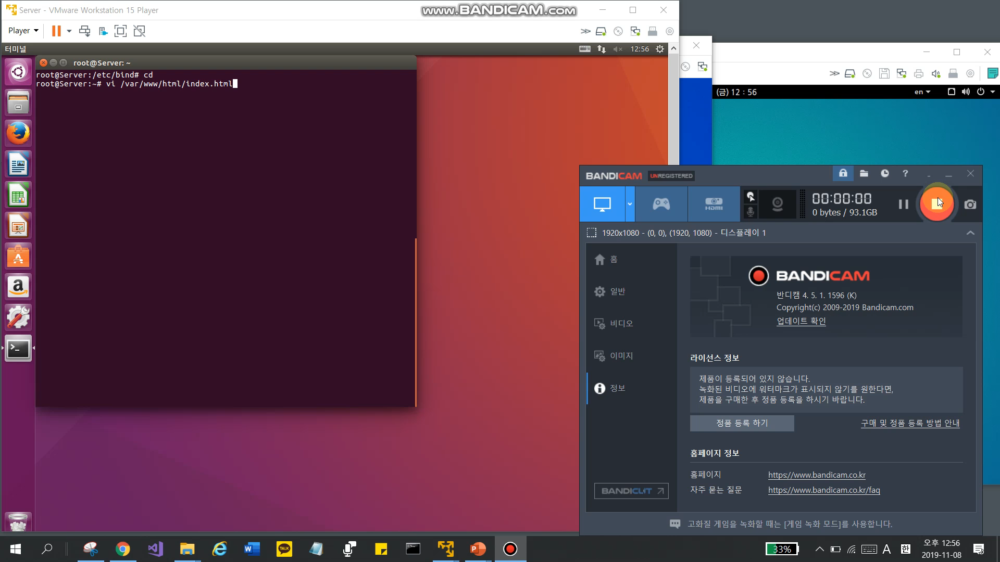 Server - VMware Workstation 15 Player
www.BANDICAM.com
Player
터미널
12:56
root@Server: ~
root@Server:/etc/bind# cd
root@Server:~# vi /var/www/html/index.html
(금) 12 : 56
en
BANDICAM
UNREGISTERED
HDMI
00:00:00
0 bytes / 93.1GB
1920x1080 - (0, 0), (1920, 1080) - 디스플레이 1
홈
일반
비디오
이미지
정보
BANDICUT
BANDICAM
반디캠 4. 5. 1. 1596 (K)
Copyright(c) 2009-2019 Bandicam.com
업데이트 확인
라이선스 정보
제품이 등록되어 있지 않습니다.
녹화된 비디오에 워터마크가 표시되지 않기를 원한다면,
제품을 구매한 후 정품 등록을 하시기 바랍니다.
정품 등록 하기
구매 및 정품 등록 방법 안내
홈페이지 정보
홈페이지
https://www.bandicam.co.kr
자주 묻는 질문
https://www.bandicam.co.kr/faq
고화질 게임을 녹화할 때는 [게임 녹화 모드]를 사용합니다.
TALK
33%
A
한
오후 12:56
2019-11-08